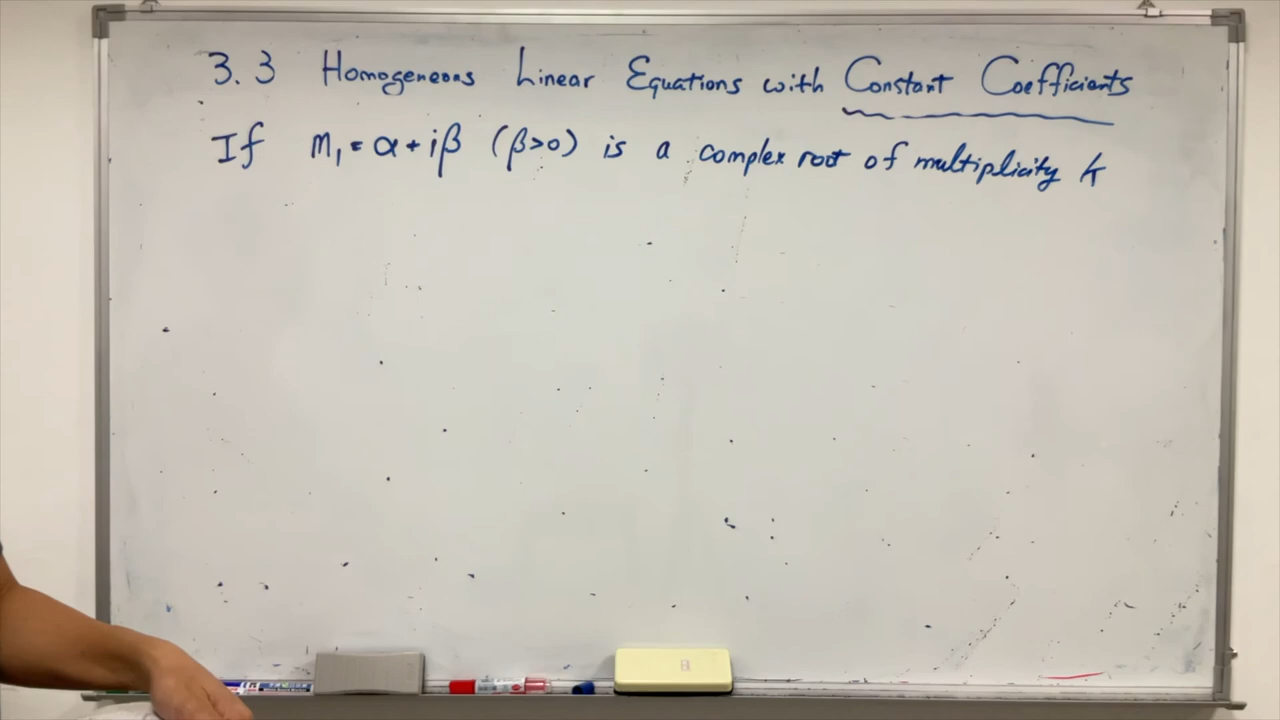 3.3 Homogeneous Linear Equations with Constant Coefficients
If m₁ = α + iβ (β>0) is a complex root of multiplicity k